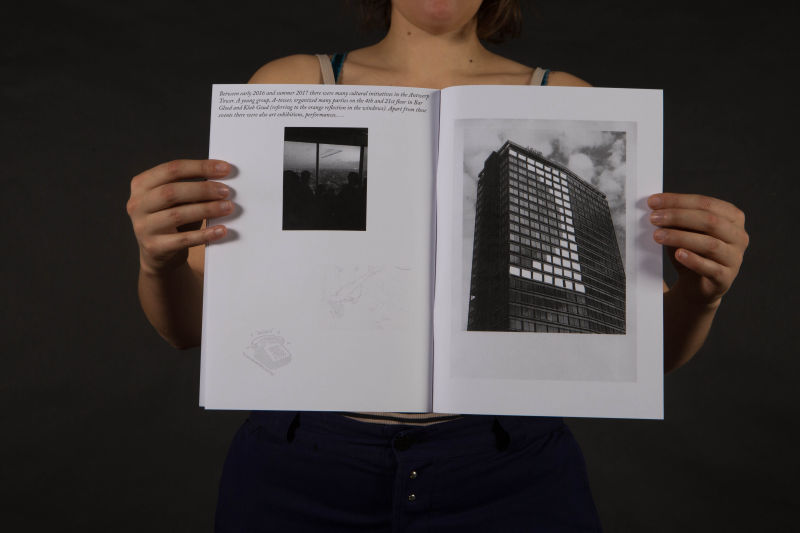 Between early 2016 and summer 2017 there were many cultural initiatives in the Antwerp
Tower. A young group, A-tower, organized many parties on the 4th and 21st floor in Bar
Gloed and Klub Goud (referring to the orange reflection in the windows). Apart from these
events there were also art exhibitions, performances, ...